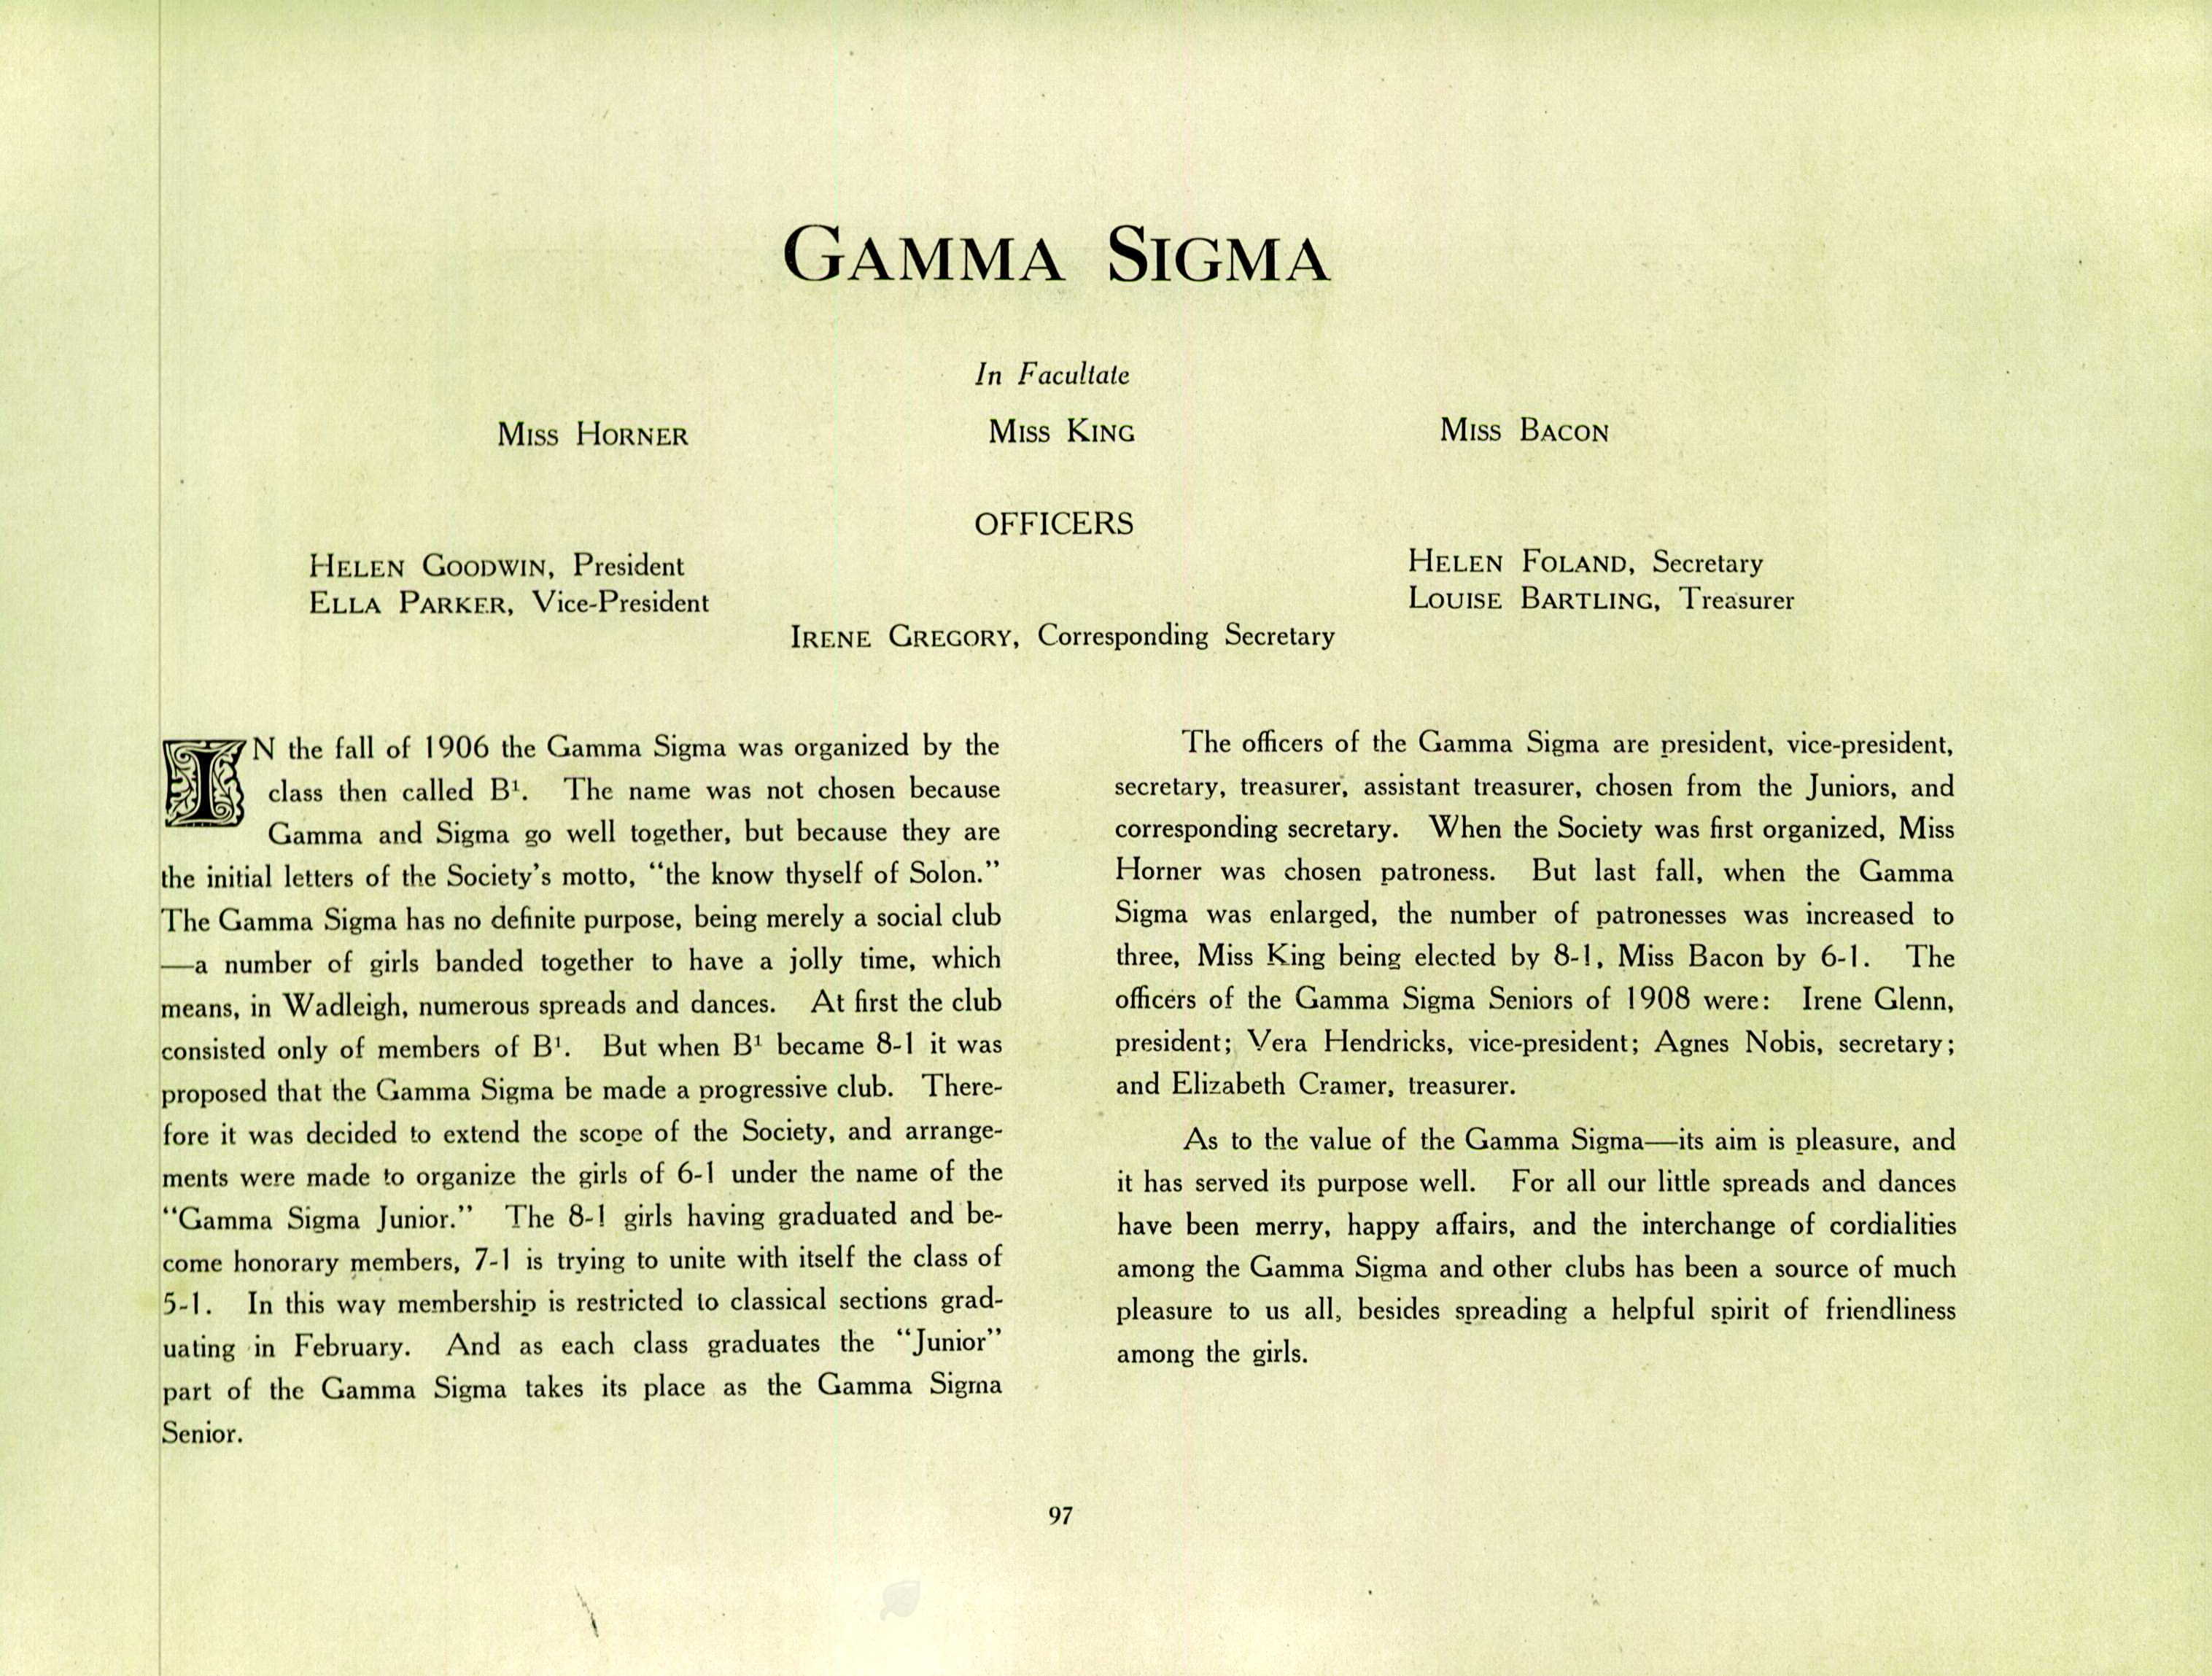 GAMMA SIGMA
In Facultate
MISS HORNER MISS KING MISS BACON
OFFICERS
HELEN GOODWIN, President HELEN FOLAND, Secretary
ELLA PARKER, Vice-President LOUISE BARTLING, Treasurer
IRENE GREGORY, Corresponding Secretary
IN the fall of 1906 the Gamma Sigma was organized by the
class then called B¹. The name was not chosen because
Gamma and Sigma go well together, but because they are
the initial letters of the Society's motto, "the know thyself of Solon."
The Gamma Sigma has no definite purpose, being merely a social club
—a number of girls banded together to have a jolly time, which
means, in Wadleigh, numerous spreads and dances. At first the club
consisted only of members of B¹. But when B¹ became 8-1 it was
proposed that the Gamma Sigma be made a progressive club. There-
fore it was decided to extend the scope of the Society, and arrange-
ments were made to organize the girls of 6-1 under the name of the
"Gamma Sigma Junior." The 8-1 girls having graduated and be-
come honorary members, 7-1 is trying to unite with itself the class of
5-1. In this way membership is restricted to classical sections grad-
uating in February. And as each class graduates the "Junior"
part of the Gamma Sigma takes its place as the Gamma Sigma
Senior.
The officers of the Gamma Sigma are president, vice-president,
secretary, treasurer, assistant treasurer, chosen from the Juniors, and
corresponding secretary. When the Society was first organized, Miss
Horner was chosen patroness. But last fall, when the Gamma
Sigma was enlarged, the number of patronesses was increased to
three, Miss King being elected by 8-1, Miss Bacon by 6-1. The
officers of the Gamma Sigma Seniors of 1908 were: Irene Glenn,
president; Vera Hendricks, vice-president; Agnes Nobis, secretary;
and Elizabeth Cramer, treasurer.
As to the value of the Gamma Sigma—its aim is pleasure, and
it has served its purpose well. For all our little spreads and dances
have been merry, happy affairs, and the interchange of cordialities
among the Gamma Sigma and other clubs has been a source of much
pleasure to us all, besides spreading a helpful spirit of friendliness
among the girls.
97